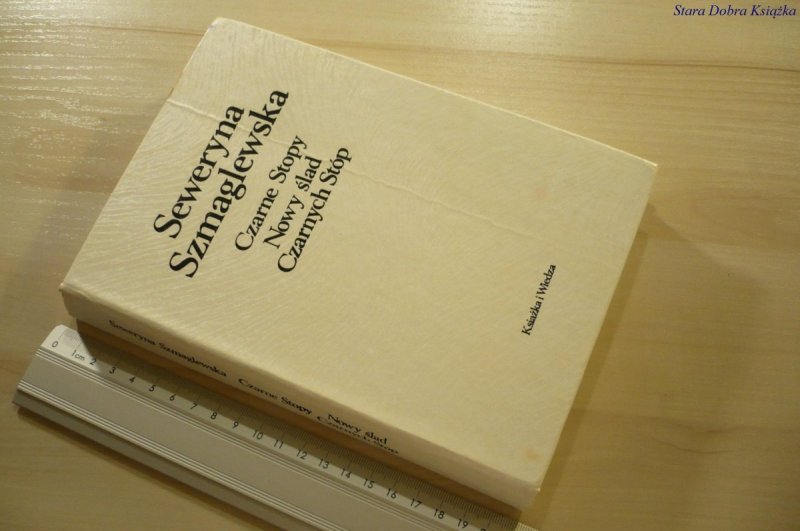 Stara Dobra Książka
Seweryna
Szmaglewska
Czarne Stopy
Nowy ślad
Czarnych Stóp
Książka i Wiedza
Seweryna Szmaglewska Czarne Stopy Nowy ślad
Czarnych Stóp
0 1cm 2 3 4 5 6 7 8 9 10 11 12 13 14 15 16 17 18 19